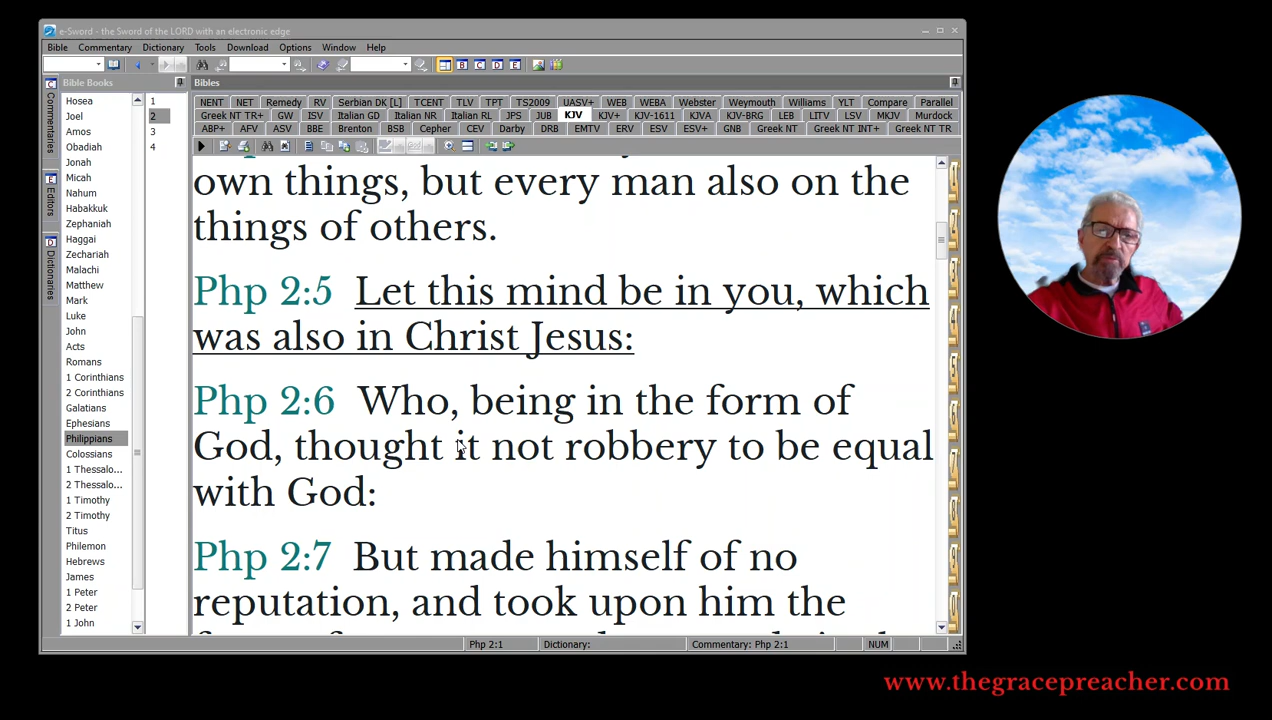 e-Sword - the Sword of the LORD with an electronic edge
Bible Commentary Dictionary Tools Download Options Window Help
Bible Books
Bibles
Commentaries
Editors
Dictionaries
Hosea
Joel
Amos
Obadiah
Jonah
Micah
Nahum
Habakkuk
Zephaniah
Haggai
Zechariah
Malachi
Matthew
Mark
Luke
John
Acts
Romans
1 Corinthians
2 Corinthians
Galatians
Ephesians
Philippians
Colossians
1 Thessalo...
2 Thessalo...
1 Timothy
2 Timothy
Titus
Philemon
Hebrews
James
1 Peter
2 Peter
1 John
1
2
3
4
NENT NET Remedy RV Serbian DK [L] TCENT TLV TPT TS2009 UASV+ WEB WEBA Webster Weymouth Williams YLT Compare Parallel
Greek NT TR+ GW ISV Italian GD Italian NR Italian RL JPS JUB KJV KJV+ KJV-1611 KJVA KJV-BRG LEB LITV LSV MKJV Murdock
ABP+ AFV ASV BBE Brenton BSB Cepher CEV Darby DRB EMTV ERV ESV ESV+ GNB Greek NT Greek NT INT+ Greek NT TR
own things, but every man also on the
things of others.
Php 2:5 Let this mind be in you, which
was also in Christ Jesus:
Php 2:6 Who, being in the form of
God, thought it not robbery to be equal
with God:
Php 2:7 But made himself of no
reputation, and took upon him the
Php 2:1 Dictionary: Commentary: Php 2:1 NUM
www.thegracepreacher.com